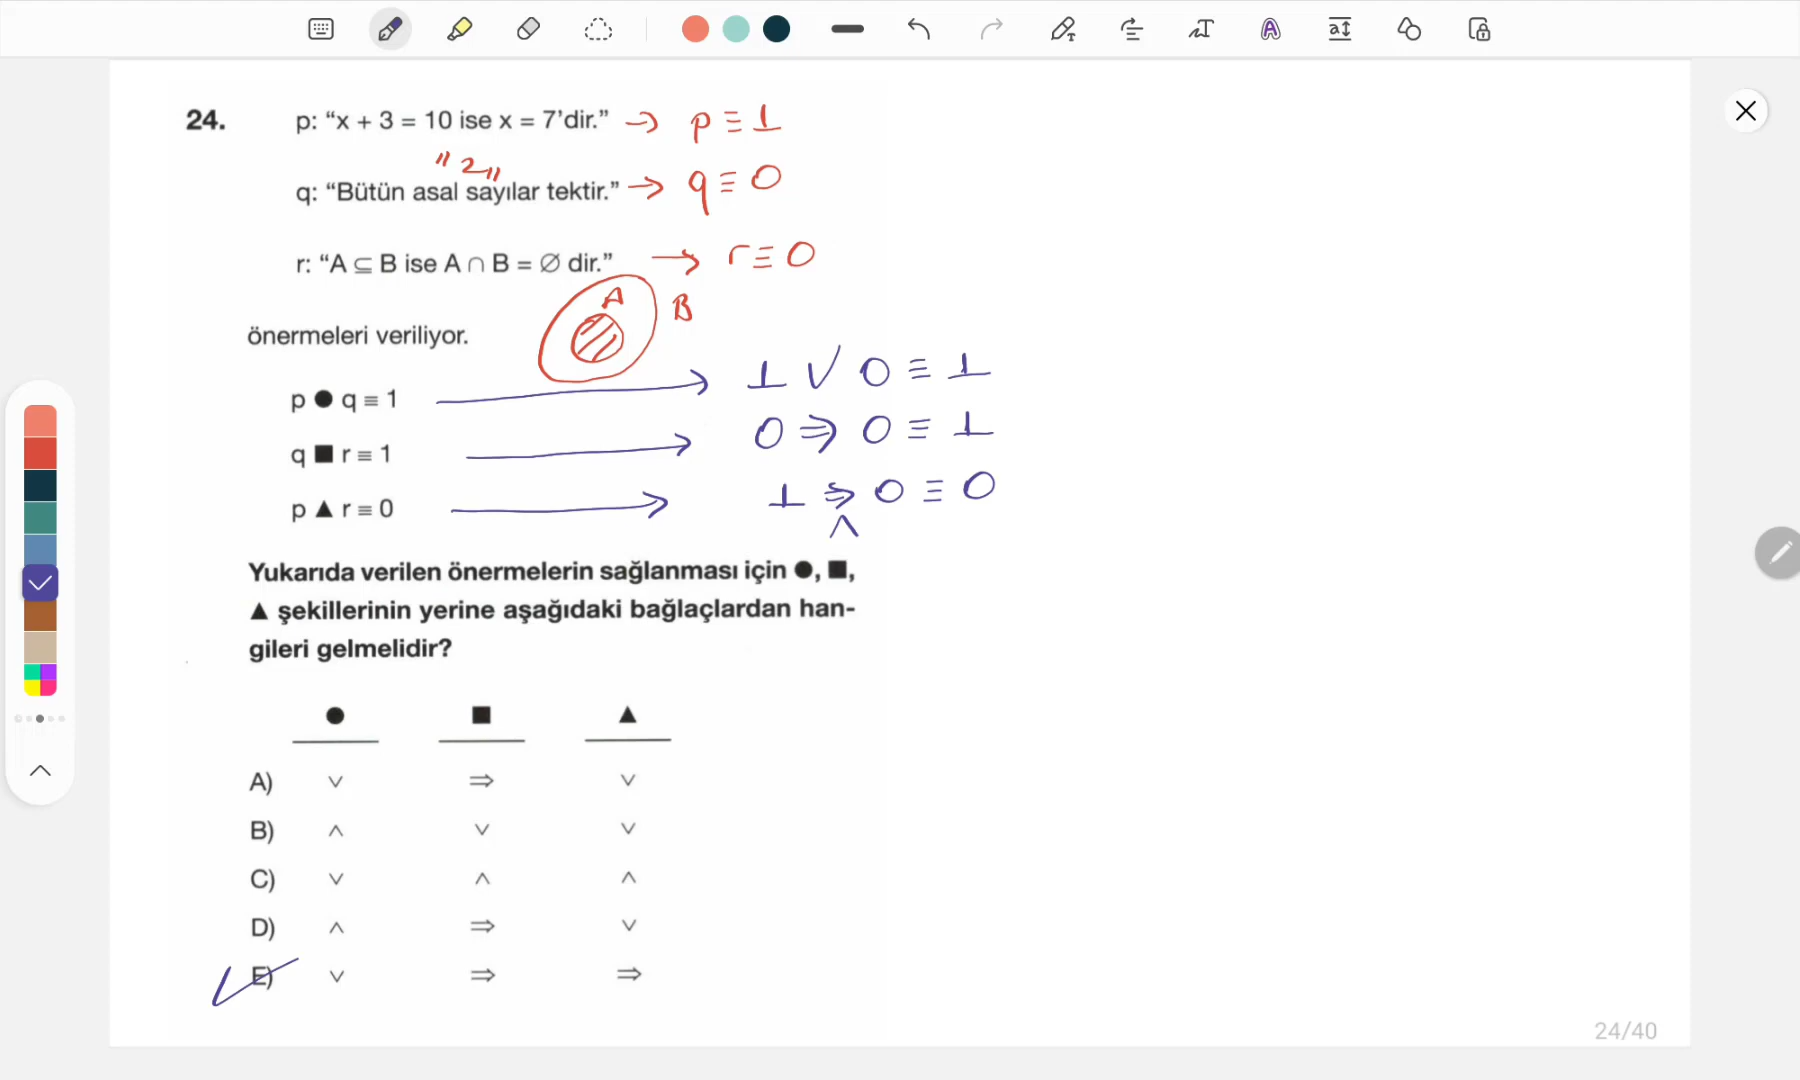 24. p: “x + 3 = 10 ise x = 7’dir.” → p ≡ 1
"2"
q: “Bütün asal sayılar tektir.” → q ≡ 0
r: “A ⊆ B ise A ∩ B = ∅ dir.” → r ≡ 0
A B
önermeleri veriliyor.
p ● q ≡ 1 → 1 ∨ 0 ≡ 1
q ■ r ≡ 1 → 0 ⇒ 0 ≡ 1
p ▲ r ≡ 0 → 1 ⇒ 0 ≡ 0
∧
Yukarıda verilen önermelerin sağlanması için ●, ■,
▲ şekillerinin yerine aşağıdaki bağlaçlardan han-
gileri gelmelidir?
● ■ ▲
A) ∨ ⇒ ∨
B) ∧ ∨ ∨
C) ∨ ∧ ∧
D) ∧ ⇒ ∨
E) ∨ ⇒ ⇒
24/40